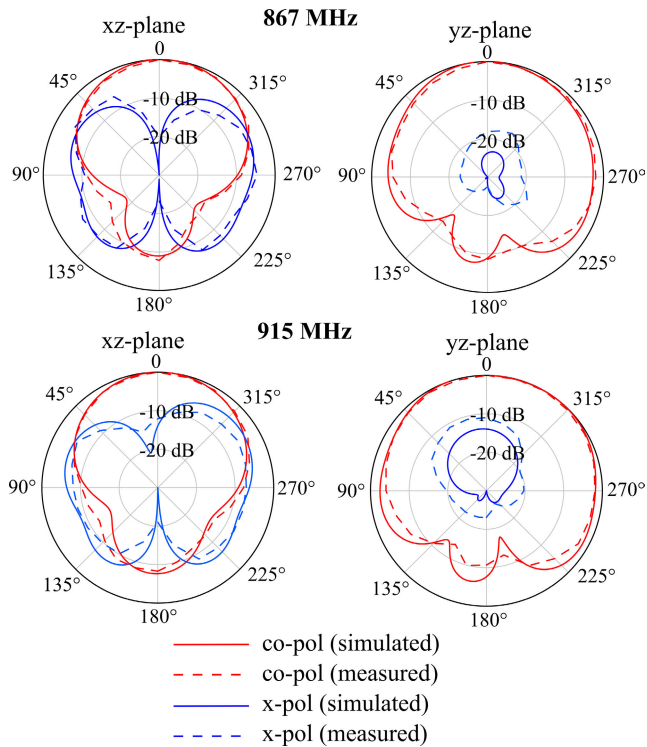 867 MHz
xz-plane
0
45°
315°
-10 dB
-20 dB
90°
270°
135°
225°
180°
yz-plane
0
45°
315°
-10 dB
-20 dB
90°
270°
135°
225°
180°
915 MHz
xz-plane
0
45°
315°
-10 dB
-20 dB
90°
270°
135°
225°
180°
yz-plane
0
45°
315°
-10 dB
-20 dB
90°
270°
135°
225°
180°
co-pol (simulated)
co-pol (measured)
x-pol (simulated)
x-pol (measured)